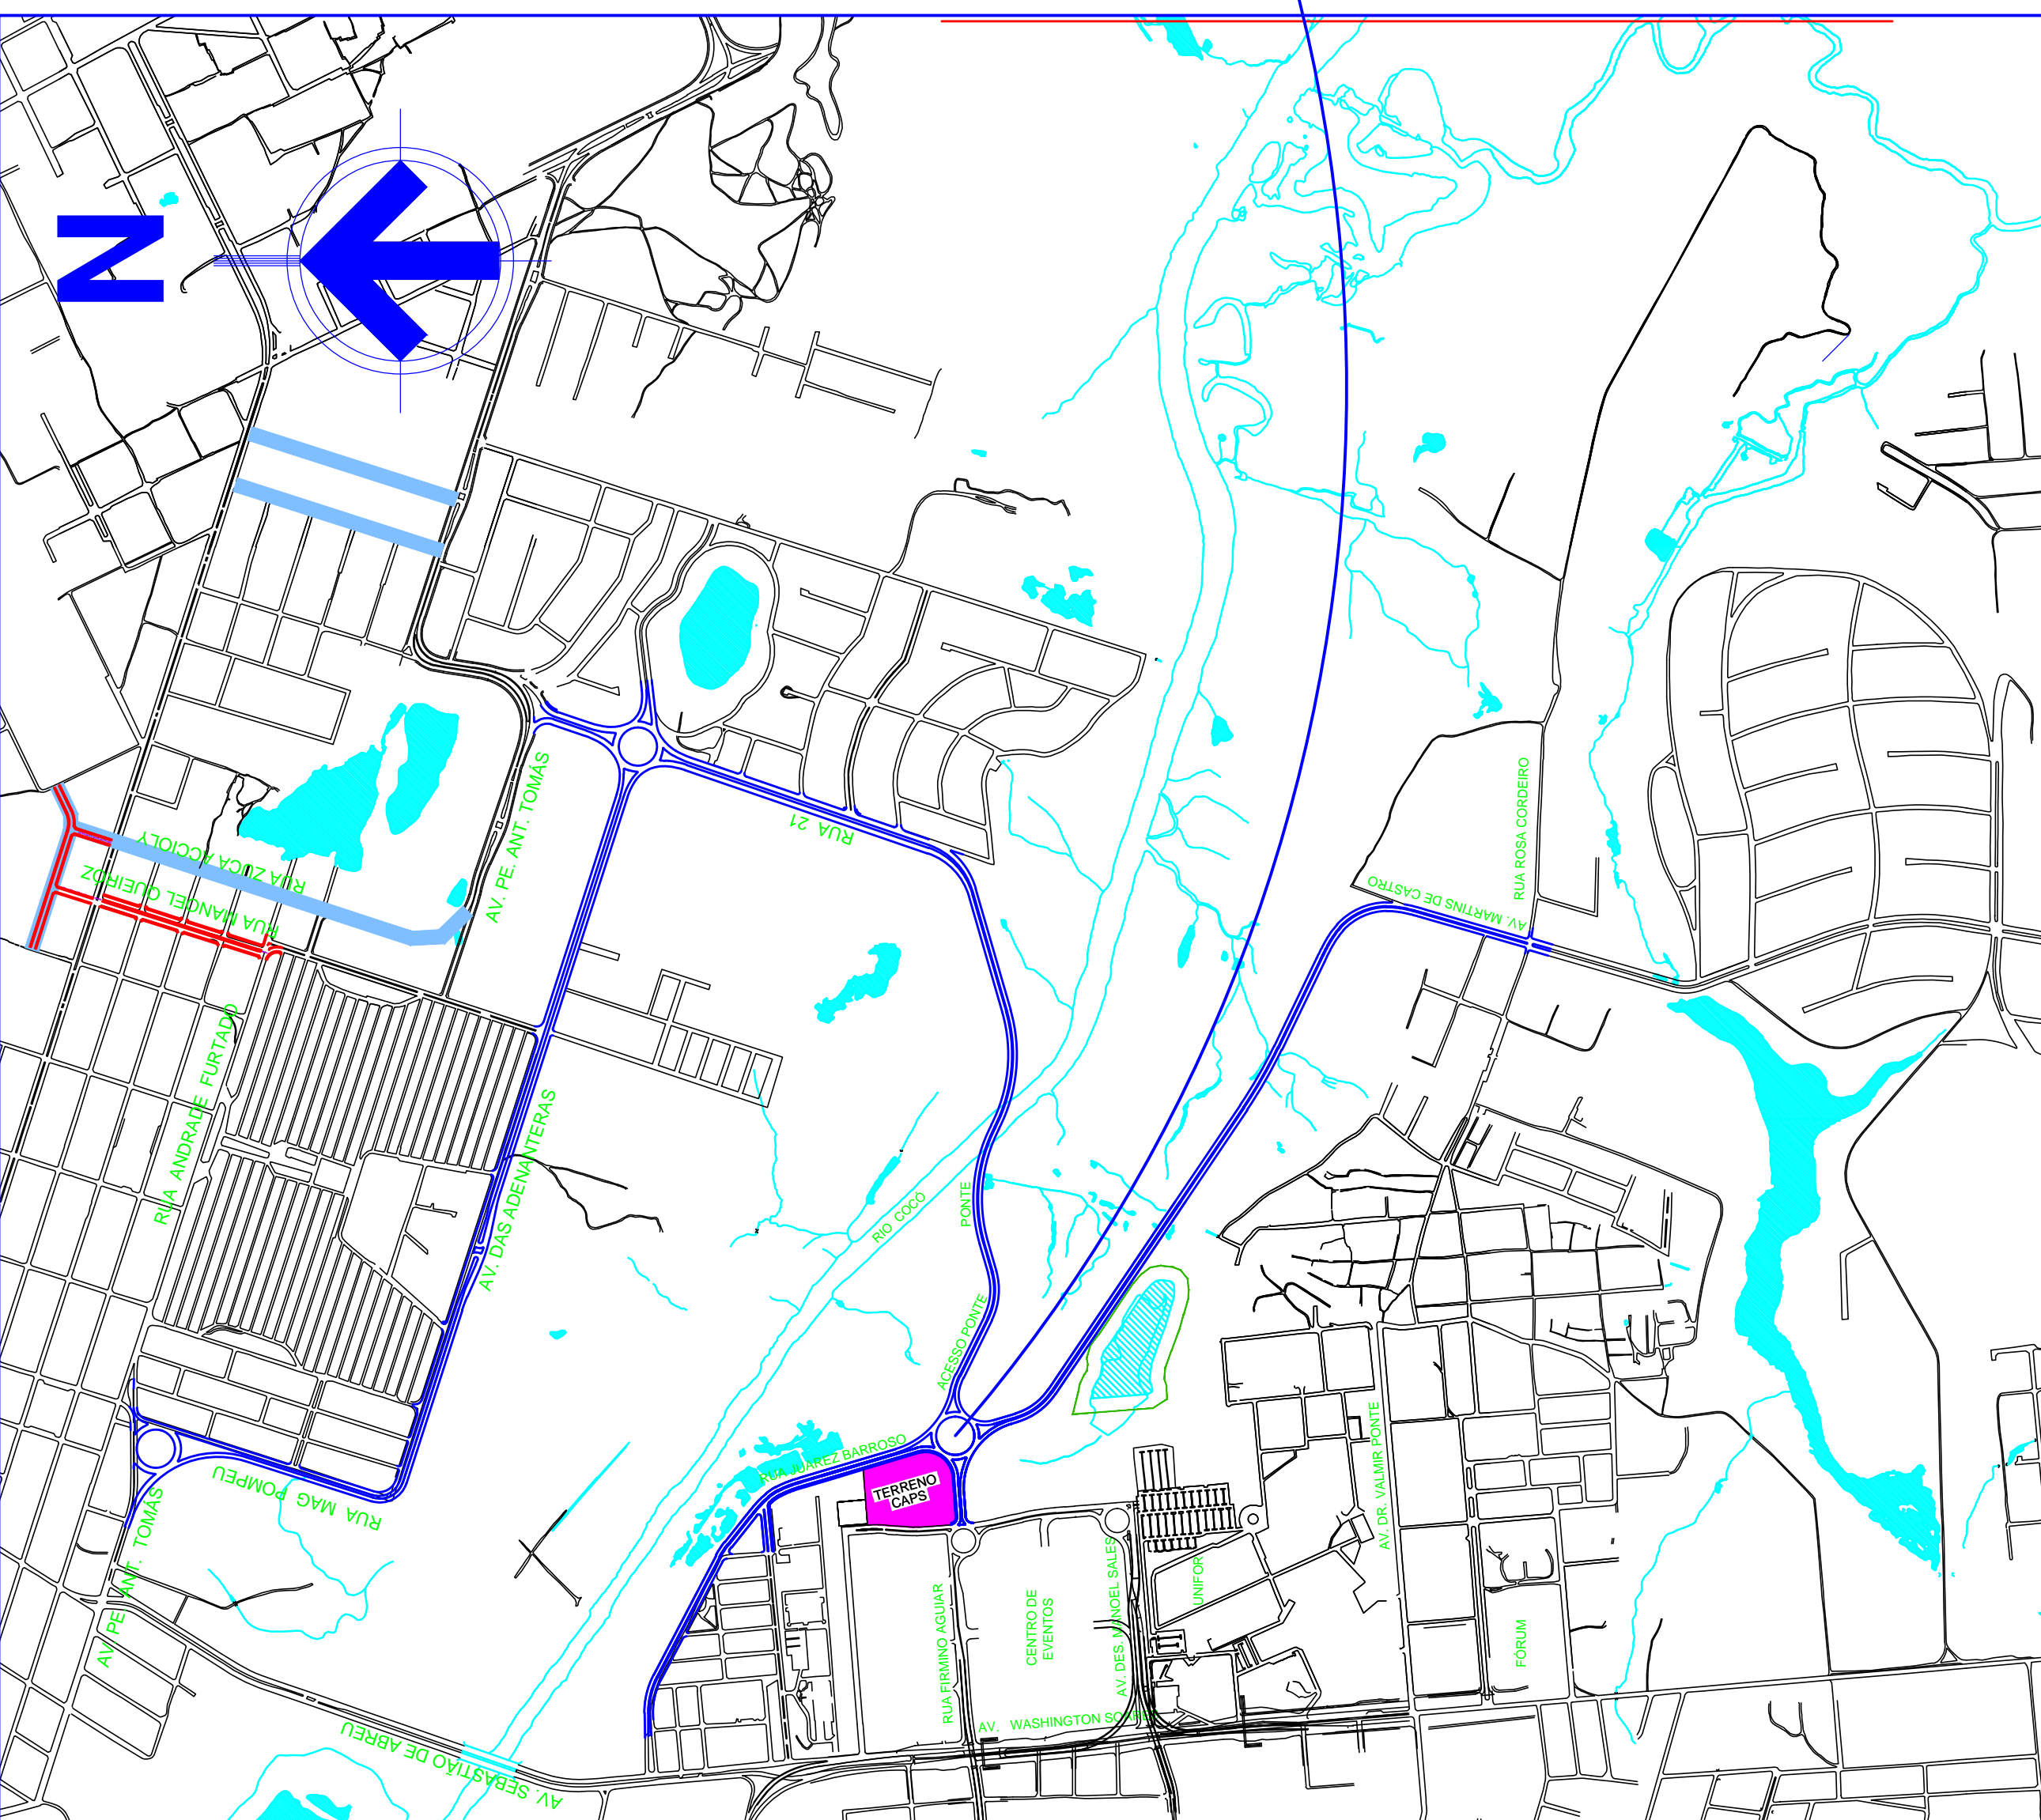 N
AV. PE. ANT. TOMÁS
RUA 21
RUA ZUCA ACCIOLY
RUA MANOEL QUEIRÓZ
RUA ROSA CORDEIRO
AV. MARTINS DE CASTRO
RUA ANDRADE FURTADO
AV. DAS ADENANTERAS
RIO COCÓ
PONTE
ACESSO PONTE
RUA JUAREZ BARROSO
TERRENO
CAPS
RUA MAG POMPEU
AV. PE. ANT. TOMÁS
AV. DR. VALMIR PONTE
UNIFOR
AV. DES. MANOEL SALES
CENTRO DE
EVENTOS
RUA FIRMINO AGUIAR
FÓRUM
AV. WASHINGTON SOARES
AV. SEBASTIÃO DE ABREU